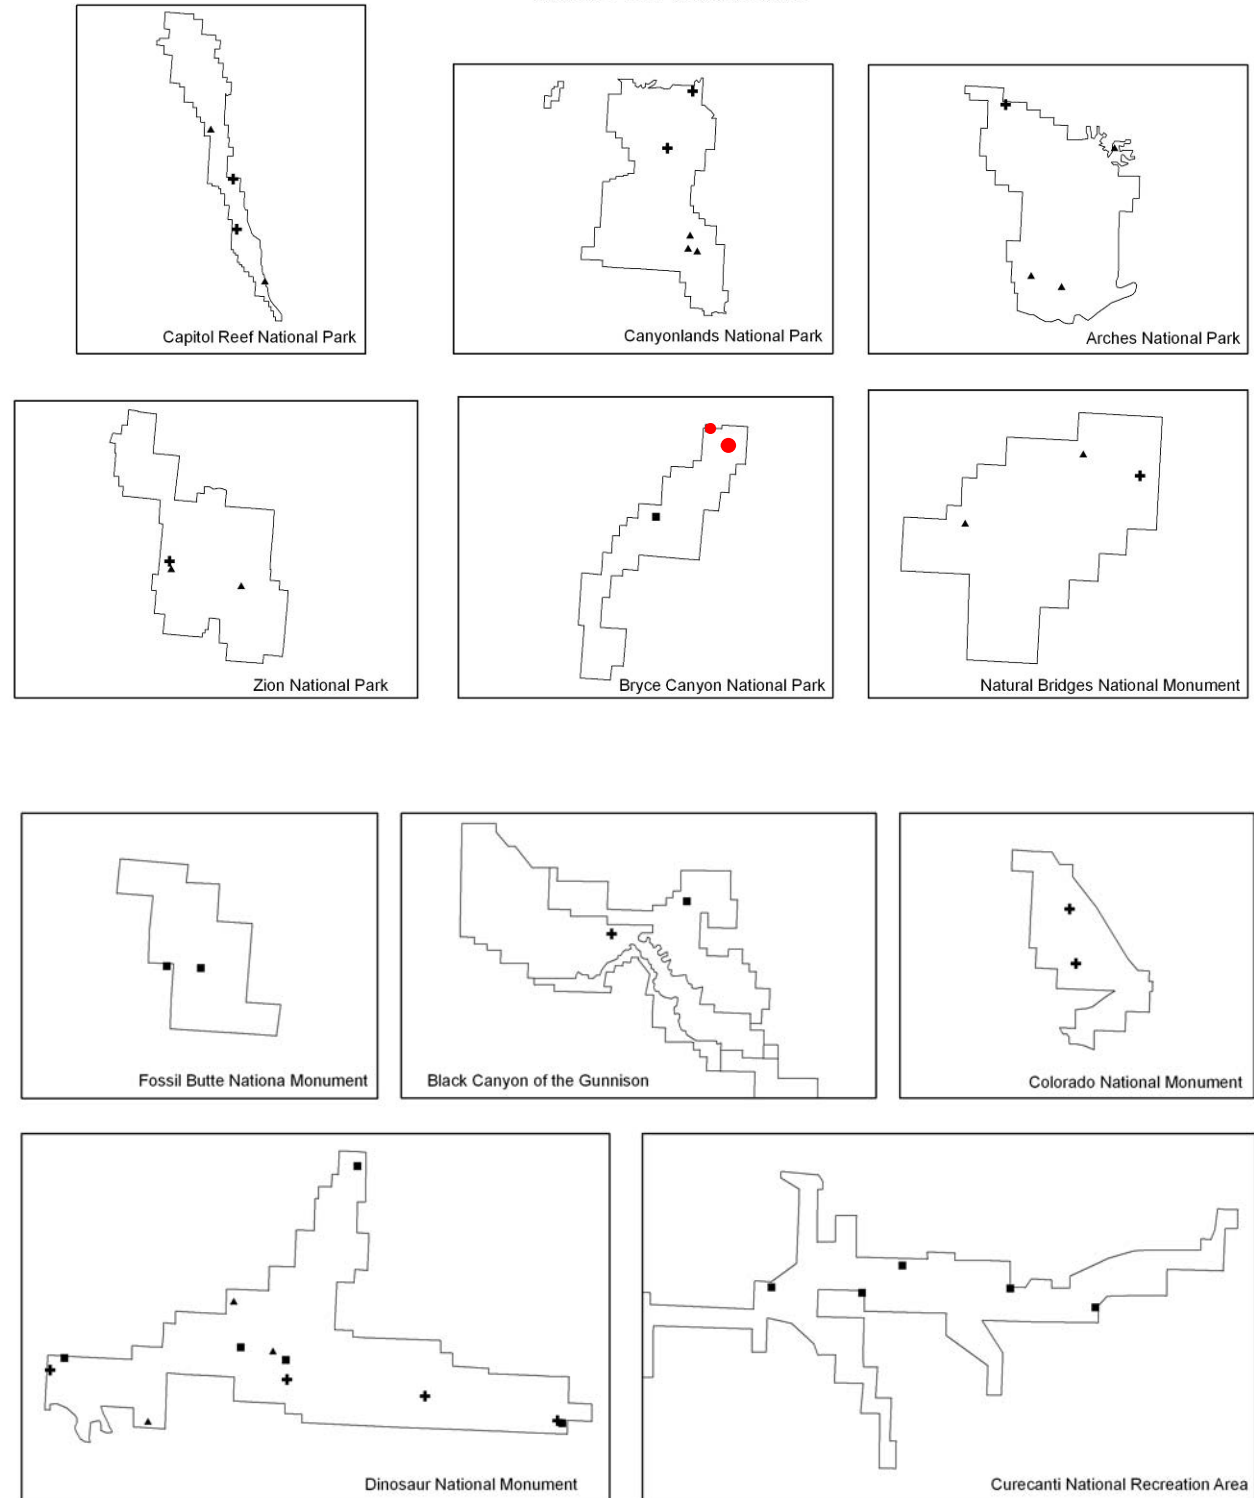 Capitol Reef National Park
Canyonlands National Park
Arches National Park
Zion National Park
Bryce Canyon National Park
Natural Bridges National Monument
Fossil Butte Nationa Monument
Black Canyon of the Gunnison
Colorado National Monument
Dinosaur National Monument
Curecanti National Recreation Area